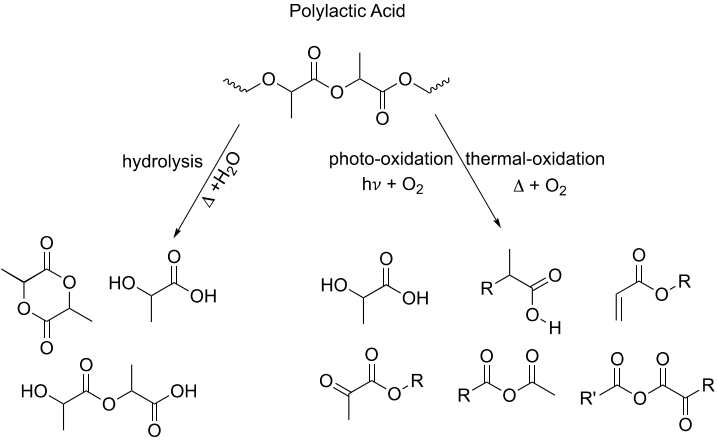 Polylactic Acid
O
O
O
O
O
hydrolysis
Δ +H₂O
photo-oxidation
hν + O₂
thermal-oxidation
Δ + O₂
O
O
O
O
HO
O
OH
HO
O
OH
R
O
O
H
O
O
R
HO
O
O
OH
O
O
O
O
R
R
O
O
O
R'
O
O
O
O
R